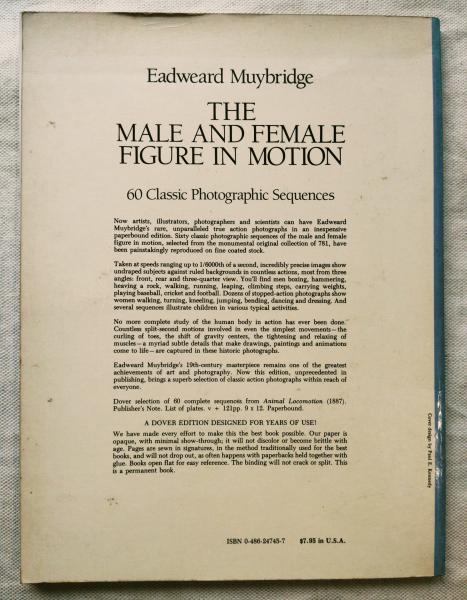 Eadweard Muybridge
THE
MALE AND FEMALE
FIGURE IN MOTION
60 Classic Photographic Sequences
Now artists, illustrators, photographers and scientists can have Eadweard
Muybridge's rare, unparalleled true action photographs in an inexpensive
paperbound edition. Sixty classic photographic sequences of the male and female
figure in motion, selected from the monumental original collection of 781, have
been painstakingly reproduced on fine coated stock.
Taken at speeds ranging up to 1/6000th of a second, incredibly precise images show
undraped subjects against ruled backgrounds in countless actions, most from three
angles: front, rear and three-quarter view. You'll find men boxing, hammering,
heaving a rock, walking, running, leaping, climbing steps, carrying weights,
playing baseball, cricket and football. Dozens of stopped-action photographs show
women walking, turning, kneeling, jumping, bending, dancing and dressing. And
several sequences illustrate children in various typical activities.
No more complete study of the human body in action has ever been done.
Countless split-second motions involved in even the simplest movements—the
curling of toes, the shift of gravity centers, the tightening and relaxing of
muscles—a myriad subtle details that make drawings, paintings and animations
come to life—are captured in these historic photographs.
Eadweard Muybridge's 19th-century masterpiece remains one of the greatest
achievements of art and photography. Now this edition, unprecedented in
publishing, brings a superb selection of classic action photographs within reach of
everyone.
Dover selection of 60 complete sequences from Animal Locomotion (1887).
Publisher's Note. List of plates. v + 121pp. 9 x 12. Paperbound.
A DOVER EDITION DESIGNED FOR YEARS OF USE!
We have made every effort to make this the best book possible. Our paper is
opaque, with minimal show-through; it will not discolor or become brittle with
age. Pages are sewn in signatures, in the method traditionally used for the best
books, and will not drop out, as often happens with paperbacks held together with
glue. Books open flat for easy reference. The binding will not crack or split. This
is a permanent book.
ISBN 0-486-24745-7 $7.95 in U.S.A.
Cover design by Paul E. Kennedy